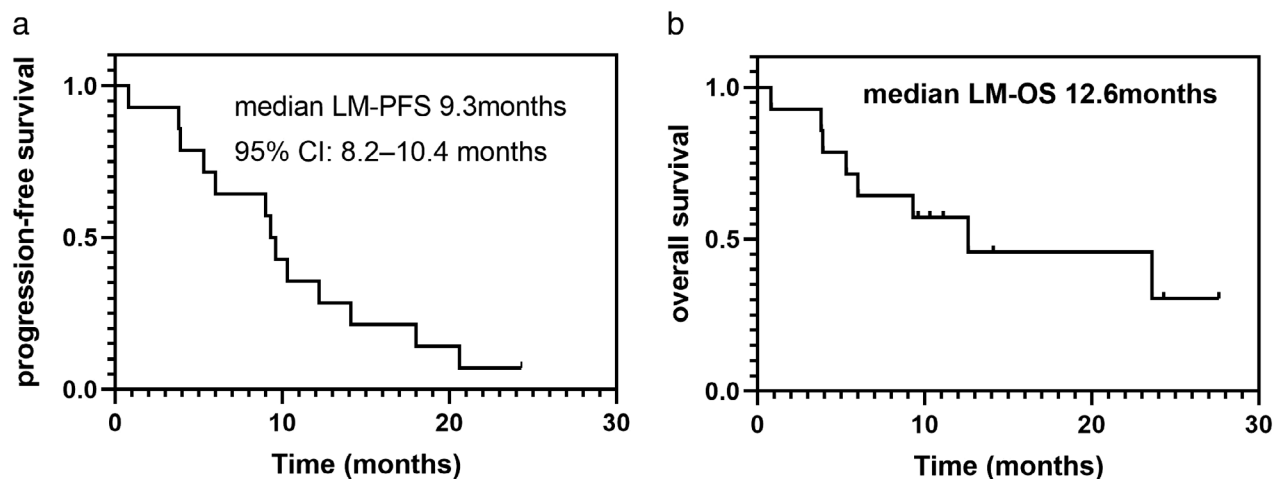 a
progression-free survival
1.0
0.5
0.0
median LM-PFS 9.3months
95% CI: 8.2–10.4 months
0 10 20 30
Time (months)
b
overall survival
1.0
0.5
0.0
median LM-OS 12.6months
0 10 20 30
Time (months)